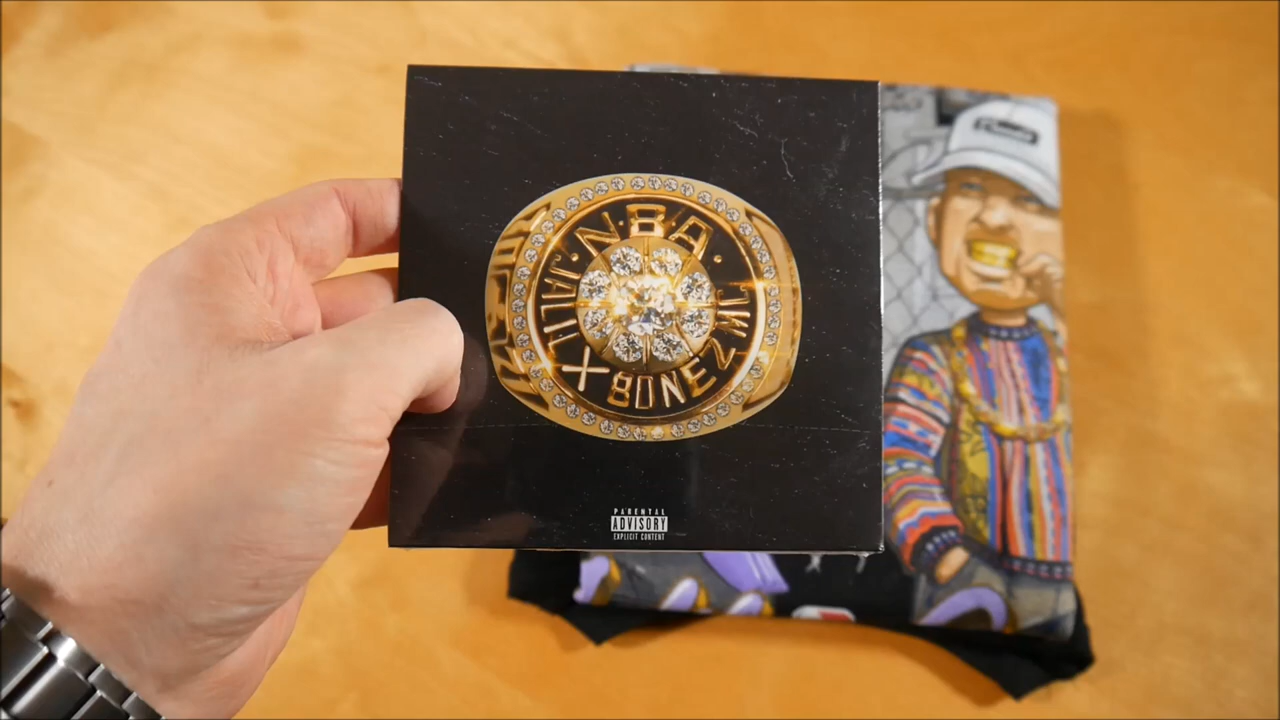 NBA
JALIL
X
BONEZ
MC
PARENTAL
ADVISORY
EXPLICIT CONTENT